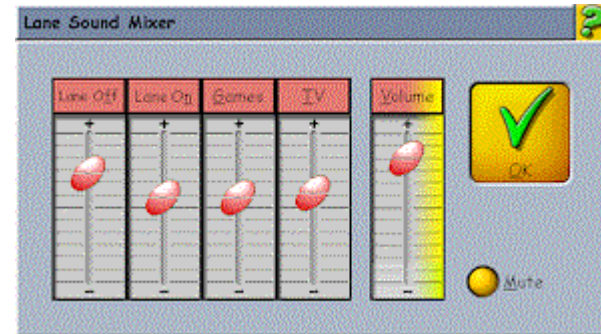 Lane Sound Mixer ?
Lane Off Lane On Games TV Volume
+ + + + +
OK
- - - - -
Mute